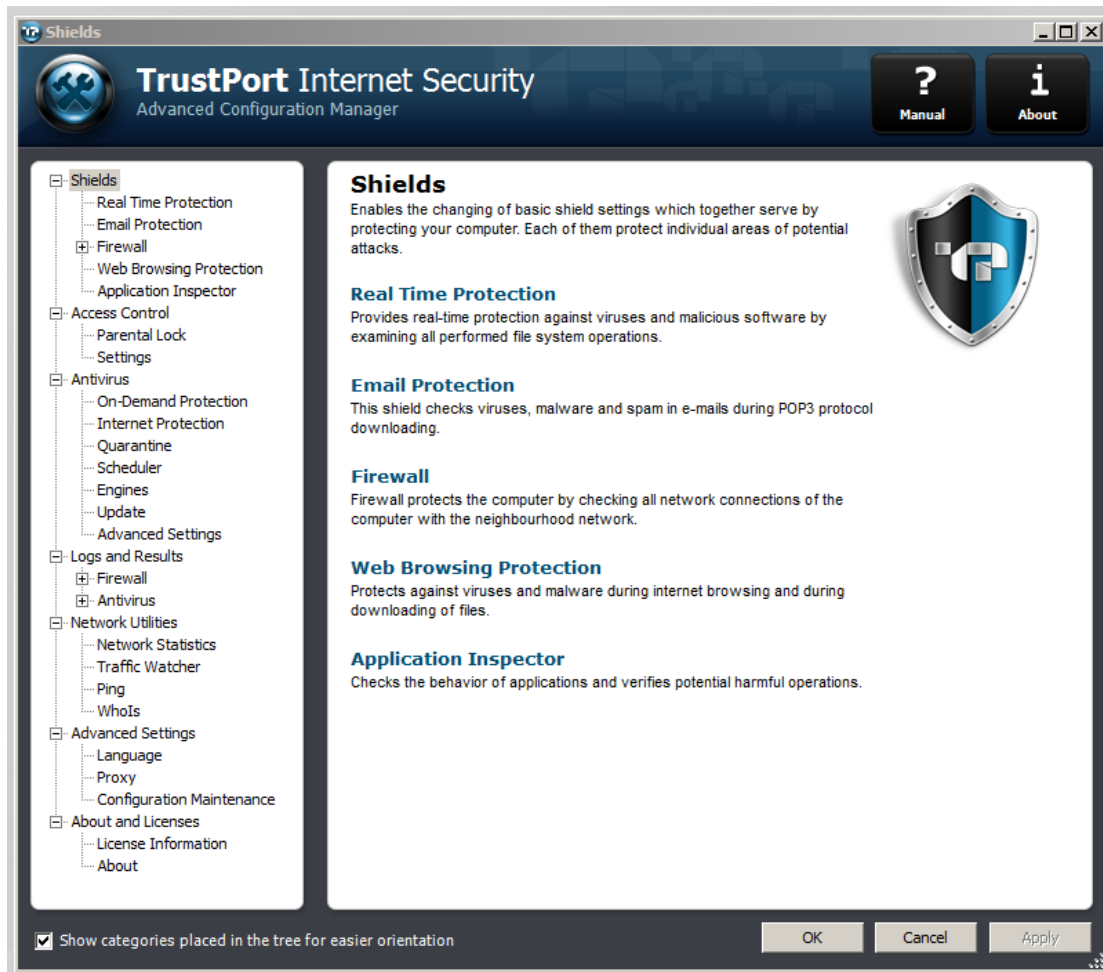 Shields
TrustPort Internet Security
Advanced Configuration Manager
?
Manual
i
About
Shields
Real Time Protection
Email Protection
Firewall
Web Browsing Protection
Application Inspector
Access Control
Parental Lock
Settings
Antivirus
On-Demand Protection
Internet Protection
Quarantine
Scheduler
Engines
Update
Advanced Settings
Logs and Results
Firewall
Antivirus
Network Utilities
Network Statistics
Traffic Watcher
Ping
WhoIs
Advanced Settings
Language
Proxy
Configuration Maintenance
About and Licenses
License Information
About
Shields
Enables the changing of basic shield settings which together serve by
protecting your computer. Each of them protect individual areas of potential
attacks.
Real Time Protection
Provides real-time protection against viruses and malicious software by
examining all performed file system operations.
Email Protection
This shield checks viruses, malware and spam in e-mails during POP3 protocol
downloading.
Firewall
Firewall protects the computer by checking all network connections of the
computer with the neighbourhood network.
Web Browsing Protection
Protects against viruses and malware during internet browsing and during
downloading of files.
Application Inspector
Checks the behavior of applications and verifies potential harmful operations.
Show categories placed in the tree for easier orientation
OK
Cancel
Apply